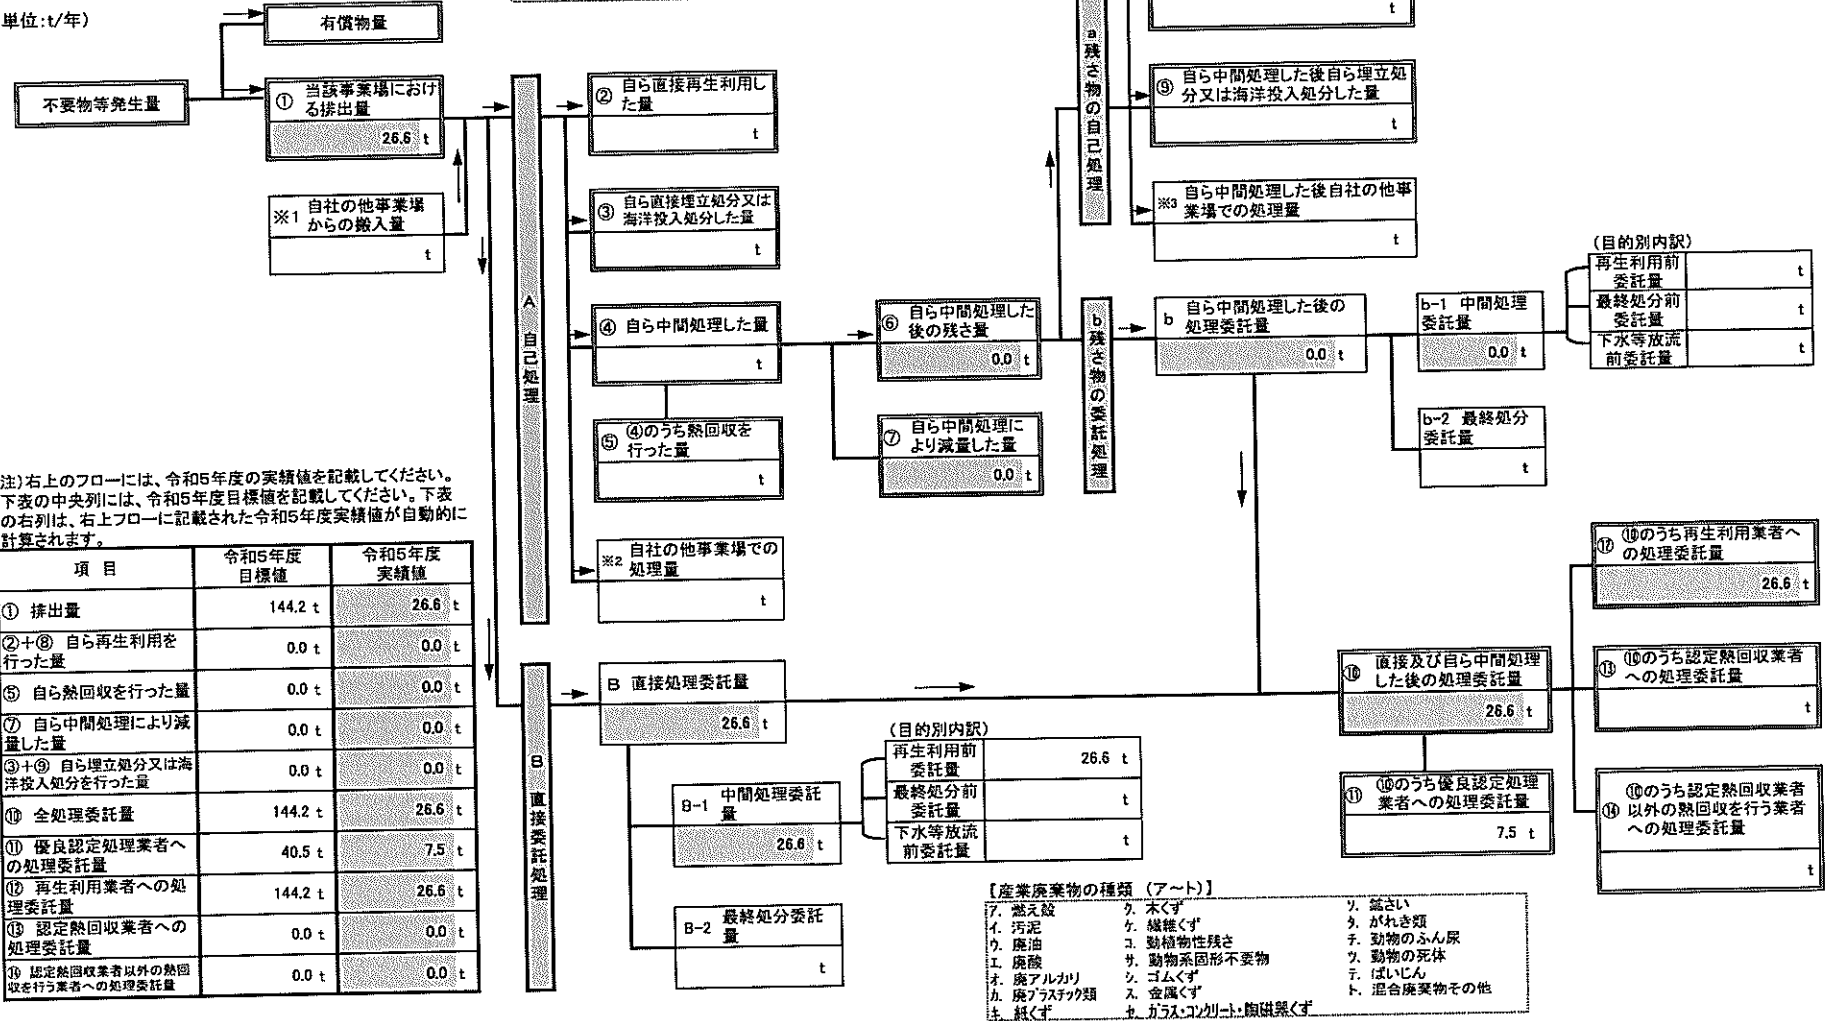 単位:t/年)
有償物量
不要物等発生量
① 当該事業場におけ
る排出量
26.6 t
※1 自社の他事業場
からの搬入量
t
A 自己処理
② 自ら直接再生利用し
た量
t
③ 自ら直接埋立処分又は
海洋投入処分した量
t
④ 自ら中間処理した量
t
⑤ ④のうち熱回収を
行った量
t
※2 自社の他事業場での
処理量
t
⑥ 自ら中間処理した
後の残さ量
0.0 t
⑦ 自ら中間処理に
より減量した量
0.0 t
a 残さ物の自己処理
t
⑨ 自ら中間処理した後自ら埋立処
分又は海洋投入処分した量
t
※3 自ら中間処理した後自社の他事
業場での処理量
t
b 残さ物の委託処理
b 自ら中間処理した後の
処理委託量
0.0 t
b-1 中間処理
委託量
0.0 t
(目的別内訳)
再生利用前
委託量
t
最終処分前
委託量
t
下水等放流
前委託量
t
b-2 最終処分
委託量
t
注)右上のフローには、令和5年度の実績値を記載してください。
下表の中央列には、令和5年度目標値を記載してください。下表
の右列は、右上フローに記載された令和5年度実績値が自動的に
計算されます。
項 目
令和5年度
目標値
令和5年度
実績値
① 排出量 144.2 t 26.6 t
②+⑧ 自ら再生利用を
行った量 0.0 t 0.0 t
⑤ 自ら熱回収を行った量 0.0 t 0.0 t
⑦ 自ら中間処理により減
量した量 0.0 t 0.0 t
③+⑨ 自ら埋立処分又は海
洋投入処分を行った量 0.0 t 0.0 t
⑩ 全処理委託量 144.2 t 26.6 t
⑪ 優良認定処理業者へ
の処理委託量 40.5 t 7.5 t
⑫ 再生利用業者への処
理委託量 144.2 t 26.6 t
⑬ 認定熱回収業者への
処理委託量 0.0 t 0.0 t
⑭ 認定熱回収業者以外の熱回
収を行う業者への処理委託量 0.0 t 0.0 t
B 直接委託処理
B 直接処理委託量
26.6 t
B-1 中間処理委託
量
26.6 t
(目的別内訳)
再生利用前
委託量
26.6 t
最終処分前
委託量
t
下水等放流
前委託量
t
B-2 最終処分委託
量
t
⑩ 直接及び自ら中間処理
した後の処理委託量
26.6 t
⑪ ⑩のうち優良認定処理
業者への処理委託量
7.5 t
⑫ ⑩のうち再生利用業者へ
の処理委託量
26.6 t
⑬ ⑩のうち認定熱回収業者
への処理委託量
t
⑭ ⑩のうち認定熱回収業者
以外の熱回収を行う業者
への処理委託量
t
【産業廃棄物の種類 (ア～ト)】
ア. 燃え殻 ク. 木くず ソ. 鉱さい
イ. 汚泥 ケ. 繊維くず タ. がれき類
ウ. 廃油 コ. 動植物性残さ チ. 動物のふん尿
エ. 廃酸 サ. 動物系固形不要物 ツ. 動物の死体
オ. 廃アルカリ シ. ゴムくず テ. ばいじん
カ. 廃プラスチック類 ス. 金属くず ト. 混合廃棄物その他
キ. 紙くず セ. ガラス・コンクリート・陶磁器くず